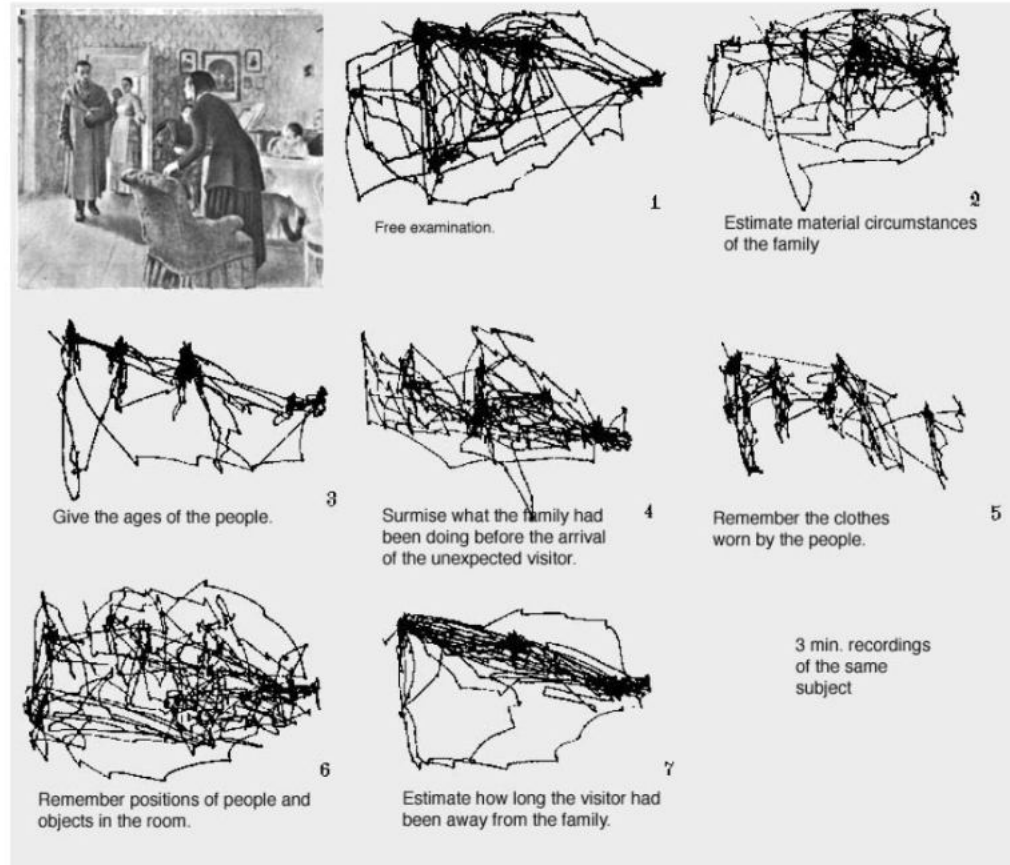 1
Free examination.
2
Estimate material circumstances
of the family
3
Give the ages of the people.
4
Surmise what the family had
been doing before the arrival
of the unexpected visitor.
5
Remember the clothes
worn by the people.
6
Remember positions of people and
objects in the room.
7
Estimate how long the visitor had
been away from the family.
3 min. recordings
of the same
subject